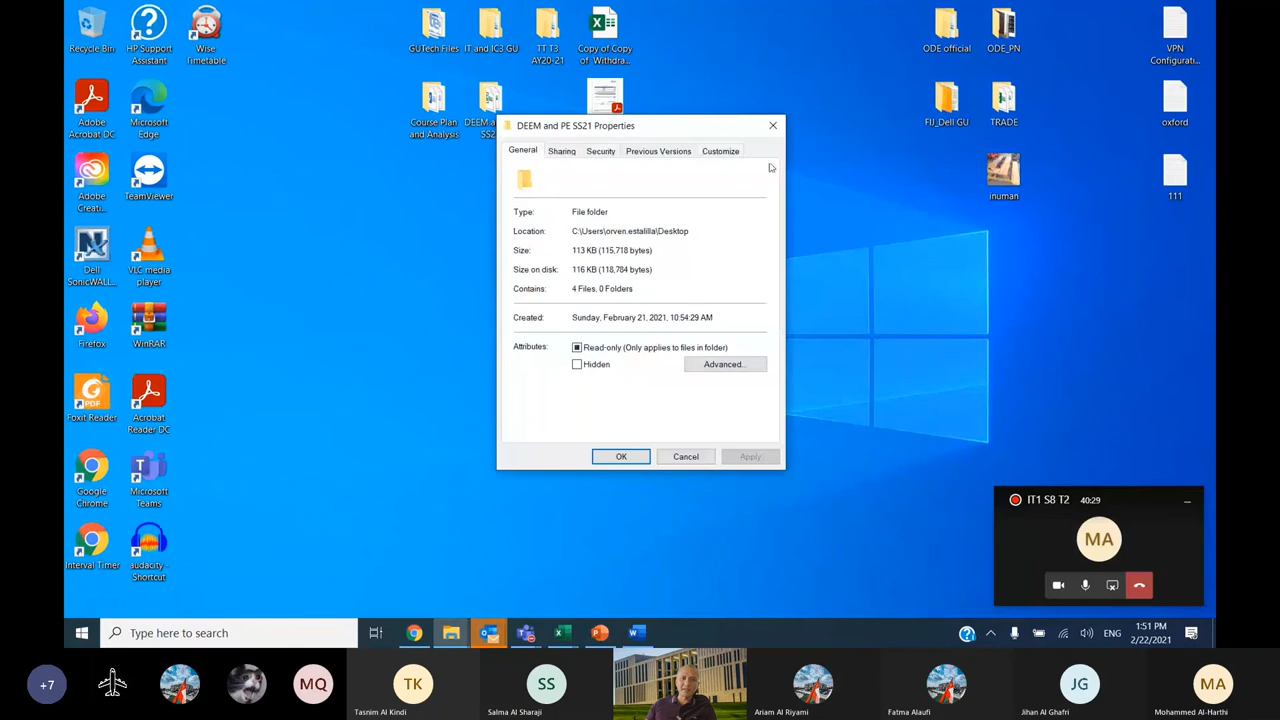 Recycle Bin
HP Support
Assistant
Wise
Timetable
GUTech Files
IT and IC3 GU
TT T3
AY20-21
Copy of Copy
of Withdra...
ODE official
ODE_PN
VPN
Configurati...
Adobe
Acrobat DC
Microsoft
Edge
Course Plan
and Analysis
DEEM a
SS2
FIJ_Dell GU
TRADE
oxford
DEEM and PE SS21 Properties
General
Sharing
Security
Previous Versions
Customize
Adobe
Creati...
TeamViewer
inuman
111
Type: File folder
Location: C:\Users\orven.estalilla\Desktop
Size: 113 KB (115,718 bytes)
Size on disk: 116 KB (118,784 bytes)
Contains: 4 Files, 0 Folders
Created: Sunday, February 21, 2021, 10:54:29 AM
Attributes: Read-only (Only applies to files in folder)
Hidden
Advanced...
OK
Cancel
Apply
Dell
SonicWALL...
VLC media
player
Firefox
WinRAR
Foxit Reader
Acrobat
Reader DC
Google
Chrome
Microsoft
Teams
Interval Timer
audacity -
Shortcut
IT1 S8 T2 40:29
MA
Type here to search
ENG
1:51 PM
2/22/2021
+7
MQ
TK
Tasnim Al Kindi
SS
Salma Al Sharaji
Ariam Al Riyami
Fatma Alaufi
JG
Jihan Al Ghafri
MA
Mohammed Al-Harthi